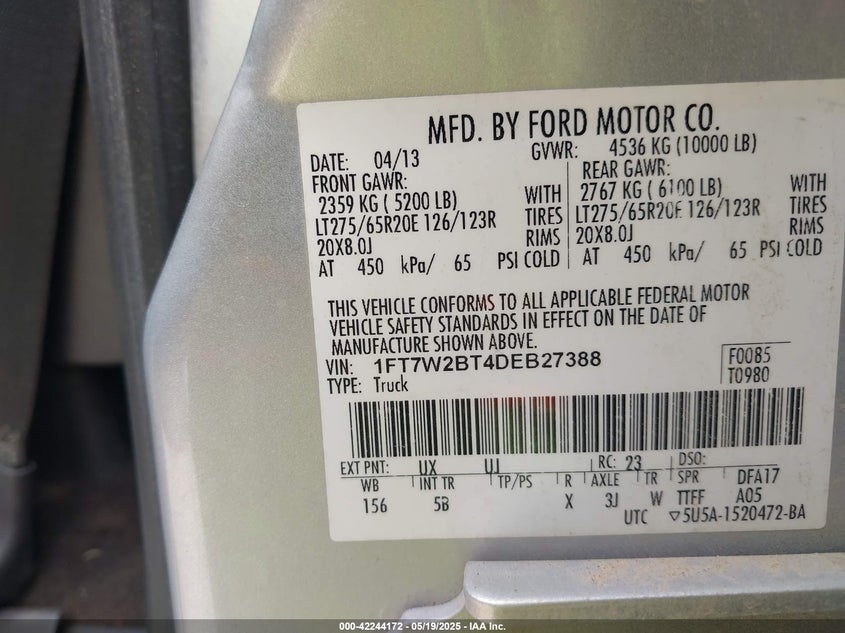 MFD. BY FORD MOTOR CO.
DATE: 04/13 GVWR: 4536 KG (10000 LB)
FRONT GAWR: REAR GAWR:
2359 KG ( 5200 LB) WITH 2767 KG ( 6100 LB) WITH
LT275/65R20E 126/123R TIRES LT275/65R20E 126/123R TIRES
20X8.0J RIMS 20X8.0J RIMS
AT 450 kPa/ 65 PSI COLD AT 450 kPa/ 65 PSI COLD
THIS VEHICLE CONFORMS TO ALL APPLICABLE FEDERAL MOTOR
VEHICLE SAFETY STANDARDS IN EFFECT ON THE DATE OF
MANUFACTURE SHOWN ABOVE.
VIN: 1FT7W2BT4DEB27388 F0085
TYPE: Truck T0980
EXT PNT: UX UJ RC: 23 DSO:
WB INT TR TP/PS R AXLE TR SPR DFA17
156 5B X 3J W TTFF A05
UTC ▽5U5A-1520472-BA
000-42244172 - 05/19/2025 - IAA Inc.